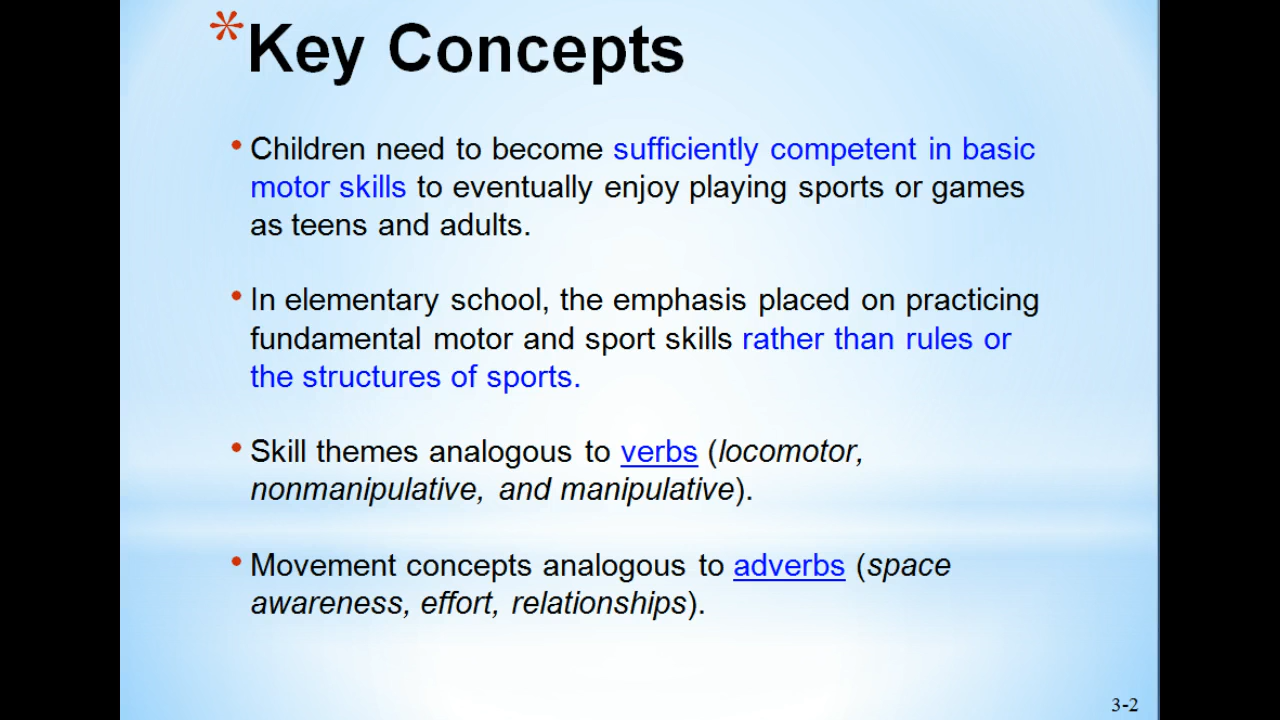 *Key Concepts
• Children need to become sufficiently competent in basic
motor skills to eventually enjoy playing sports or games
as teens and adults.
• In elementary school, the emphasis placed on practicing
fundamental motor and sport skills rather than rules or
the structures of sports.
• Skill themes analogous to verbs (locomotor,
nonmanipulative, and manipulative).
• Movement concepts analogous to adverbs (space
awareness, effort, relationships).
3-2